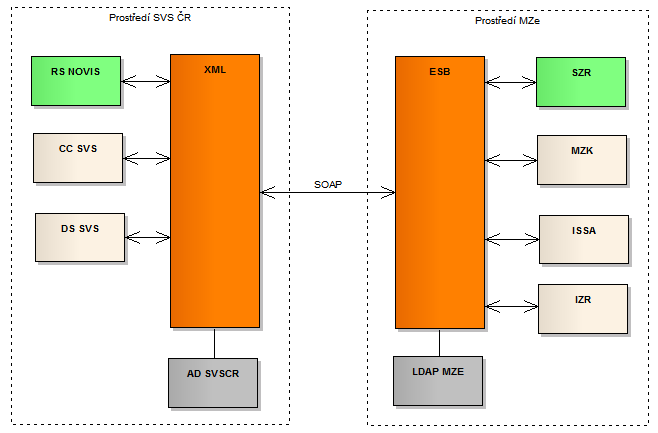 Prostředí SVS ČR
RS NOVIS
XML
CC SVS
DS SVS
AD SVSCR
SOAP
Prostředí MZe
ESB
SZR
MZK
ISSA
IZR
LDAP MZE